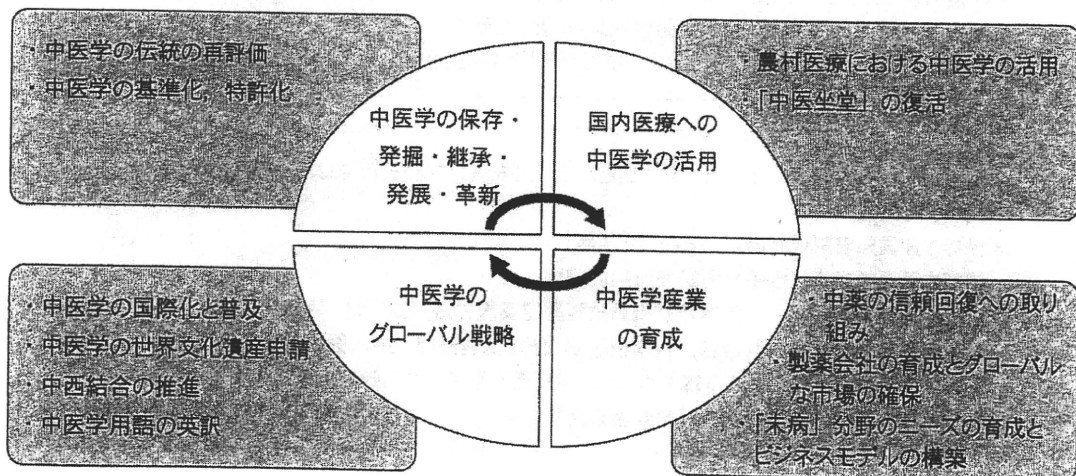 ・中医学の伝統の再評価
・中医学の基準化，特許化
中医学の保存・
発掘・継承・
発展・革新
国内医療への
中医学の活用
・農村医療における中医学の活用
・「中医坐堂」の復活
・中医学の国際化と普及
・中医学の世界文化遺産申請
・中西結合の推進
・中医学用語の英訳
中医学の
グローバル戦略
中医学産業
の育成
・中薬の信頼回復への取り
組み
・製薬会社の育成とグローバル
な市場の確保
・「未病」分野のニーズの育成と
ビジネスモデルの構築